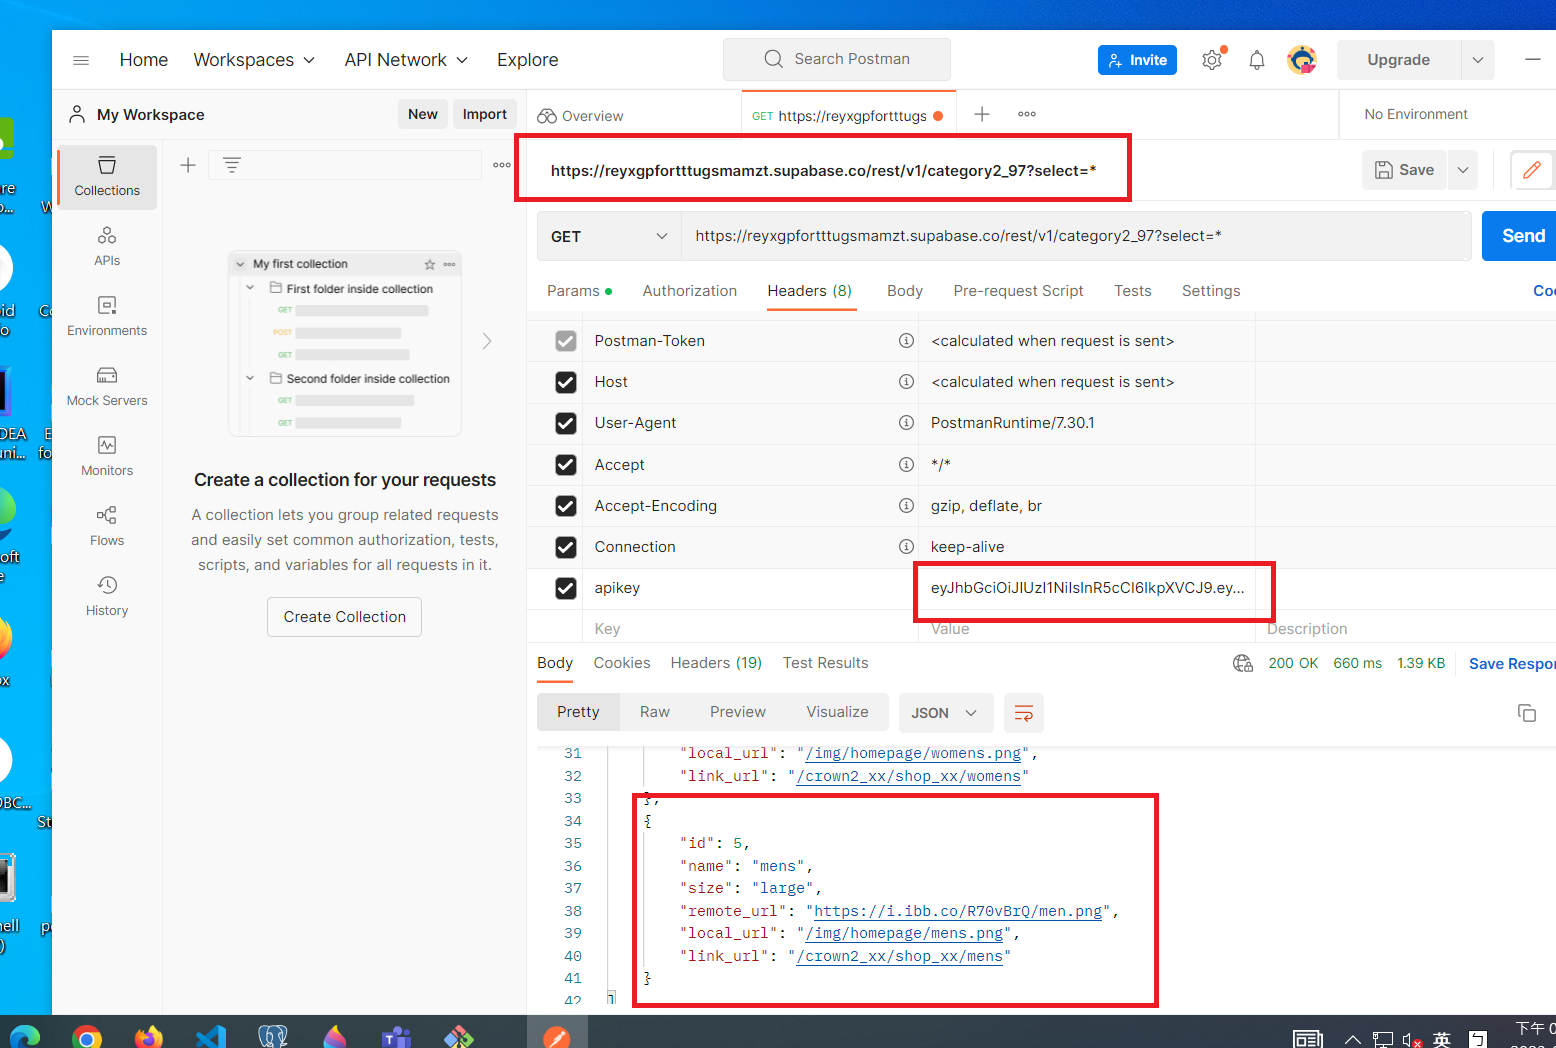 Home Workspaces API Network Explore Search Postman Invite Upgrade
My Workspace New Import Overview GET https://reyxgpfortttugs No Environment
https://reyxgpfortttugsmamzt.supabase.co/rest/v1/category2_97?select=* Save
Collections
GET https://reyxgpfortttugsmamzt.supabase.co/rest/v1/category2_97?select=* Send
APIs
Params Authorization Headers (8) Body Pre-request Script Tests Settings Coo
Environments
Mock Servers
Monitors
Flows
History
My first collection
First folder inside collection
GET
POST
GET
Second folder inside collection
GET
GET
Create a collection for your requests
A collection lets you group related requests
and easily set common authorization, tests,
scripts, and variables for all requests in it.
Create Collection
Postman-Token <calculated when request is sent>
Host <calculated when request is sent>
User-Agent PostmanRuntime/7.30.1
Accept */*
Accept-Encoding gzip, deflate, br
Connection keep-alive
apikey eyJhbGciOiJIUzI1NiIsInR5cCI6IkpXVCJ9.ey...
Key Value Description
Body Cookies Headers (19) Test Results 200 OK 660 ms 1.39 KB Save Respon
Pretty Raw Preview Visualize JSON
31 "local_url": "/img/homepage/womens.png",
32 "link_url": "/crown2_xx/shop_xx/womens"
33 },
34 {
35 "id": 5,
36 "name": "mens",
37 "size": "large",
38 "remote_url": "https://i.ibb.co/R70vBrQ/men.png",
39 "local_url": "/img/homepage/mens.png",
40 "link_url": "/crown2_xx/shop_xx/mens"
41 }
42 ]
英 下午 0